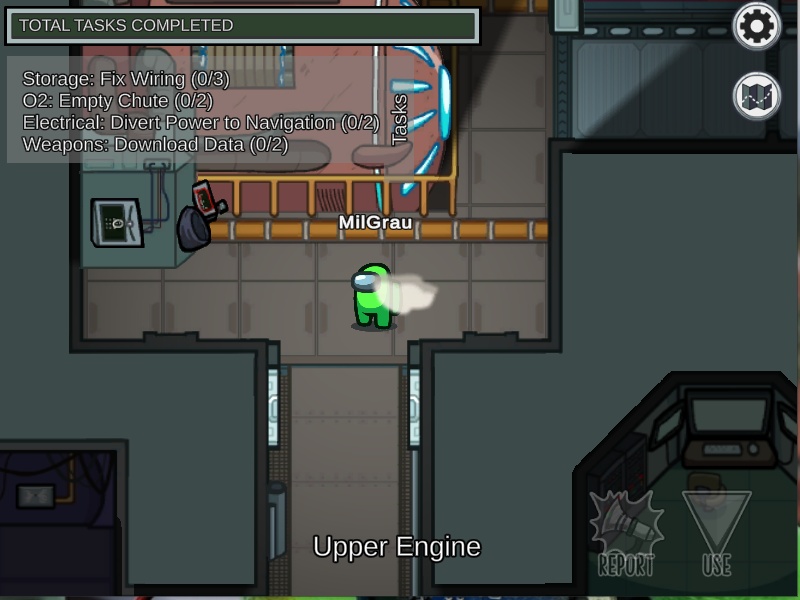 TOTAL TASKS COMPLETED
Storage: Fix Wiring (0/3)
O2: Empty Chute (0/2)
Electrical: Divert Power to Navigation (0/2)
Weapons: Download Data (0/2)
Tasks
MilGrau
Upper Engine
REPORT
USE